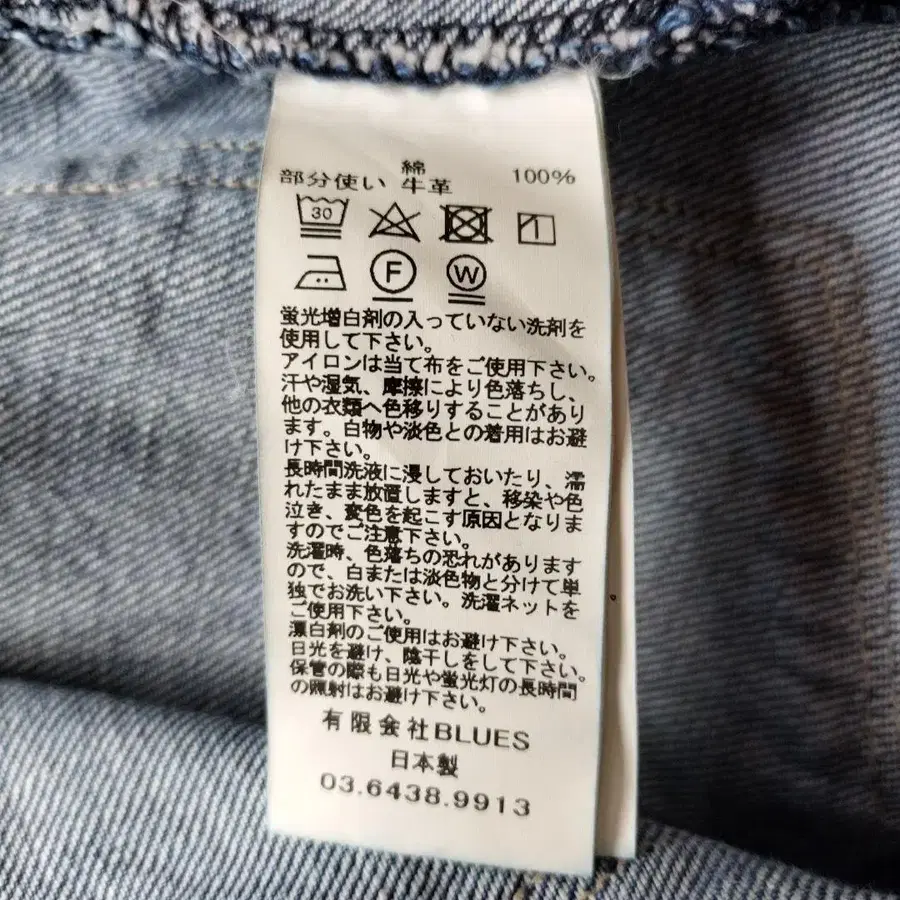 綿 100%
部分使い 牛革
30
F W
蛍光増白剤の入っていない洗剤を
使用して下さい。
アイロンは当て布をご使用下さい。
汗や湿気、摩擦により色落ちし、
他の衣類へ色移りすることがあり
ます。白物や淡色との着用はお避
け下さい。
長時間洗液に浸しておいたり、濡
れたまま放置しますと、移染や色
泣き、変色を起こす原因となりま
すのでご注意下さい。
洗濯時、色落ちの恐れがあります
ので、白または淡色物と分けて単
独でお洗い下さい。洗濯ネットを
ご使用下さい。
漂白剤のご使用はお避け下さい。
日光を避け、陰干しをして下さい。
保管の際も日光や蛍光灯の長時間
の照射はお避け下さい。
有限会社BLUES
日本製
03.6438.9913